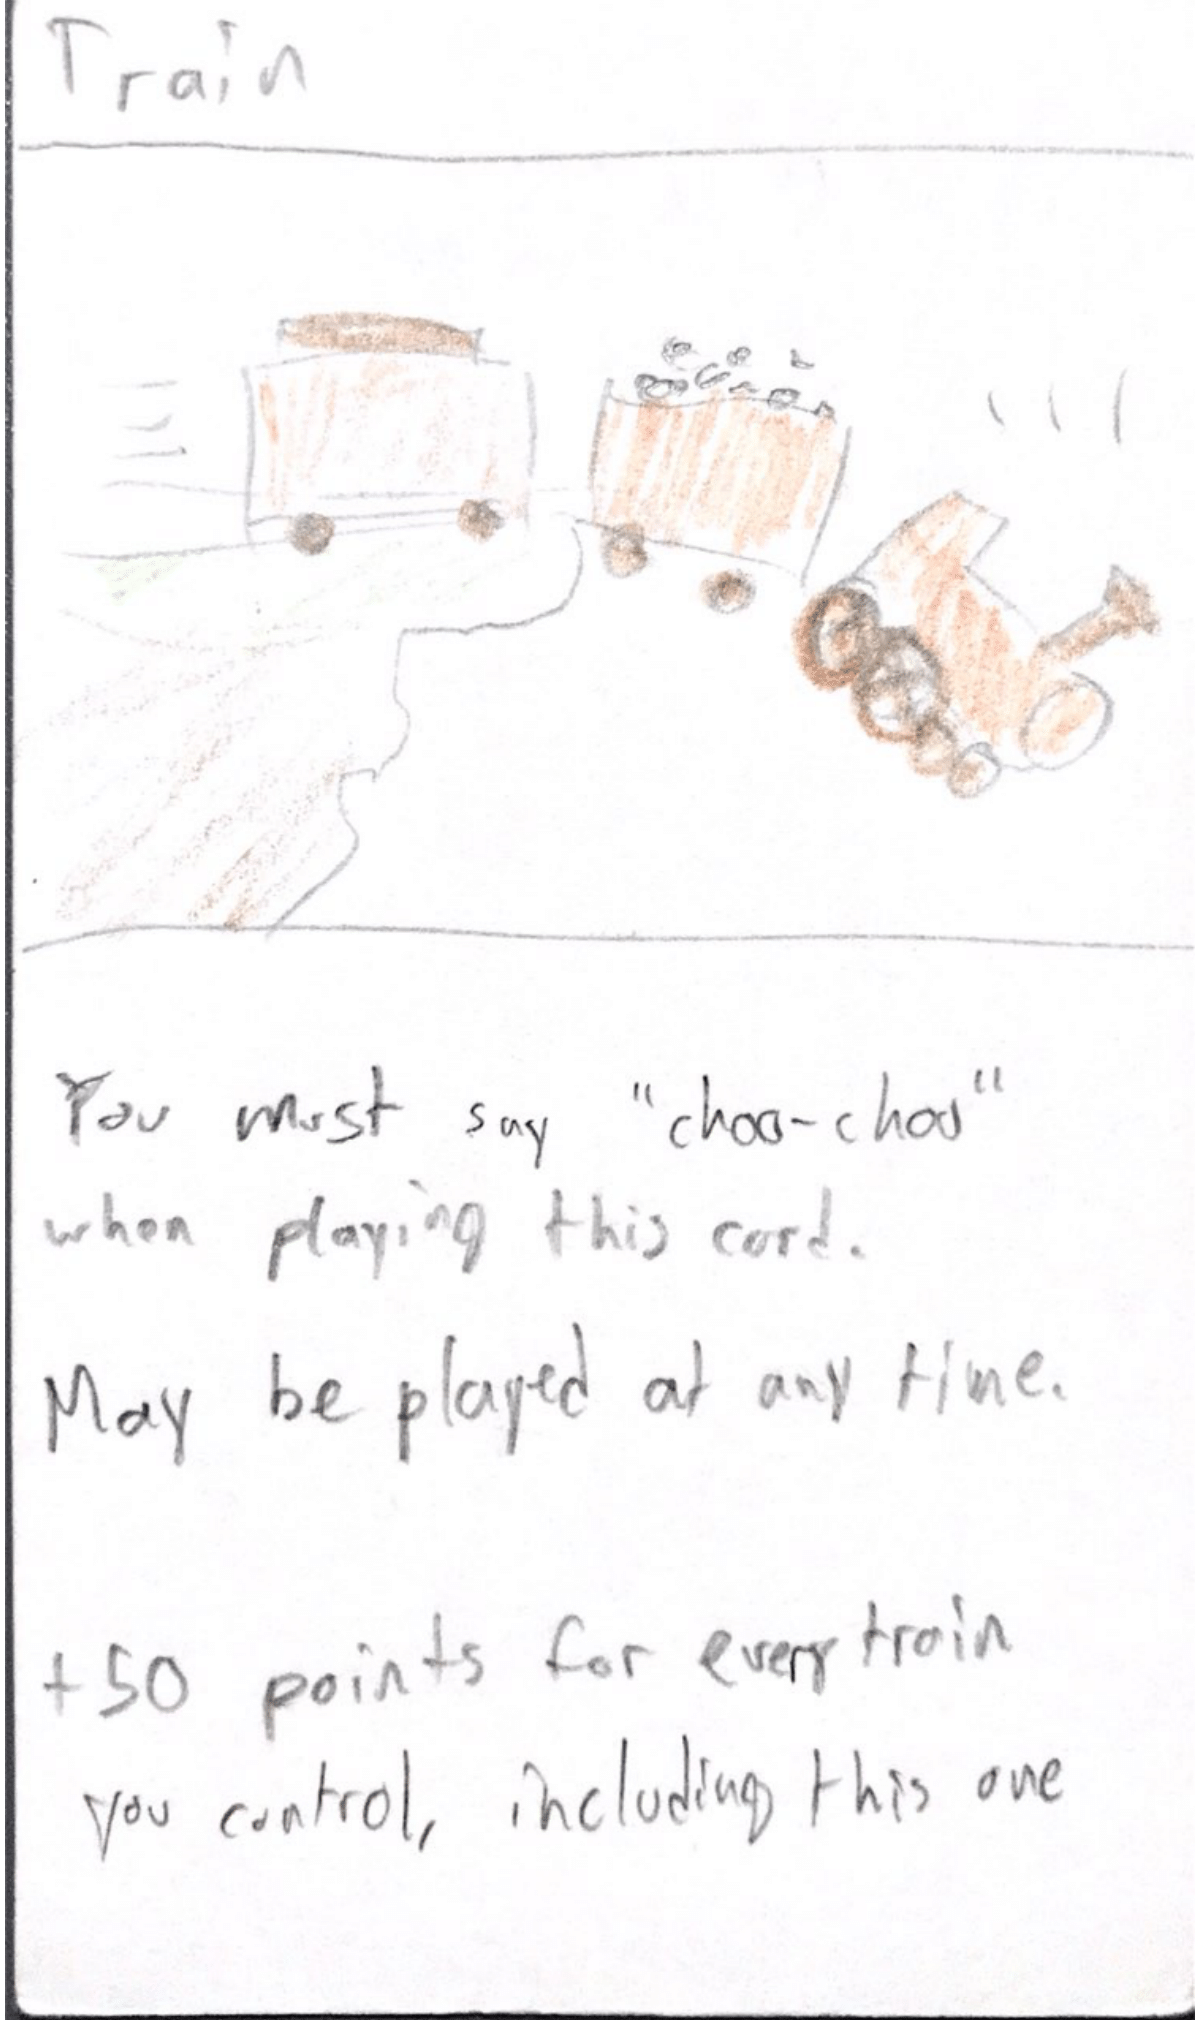 Train
You must say "choo-choo"
when playing this card.
May be played at any time.
+50 points for every train
you control, including this one